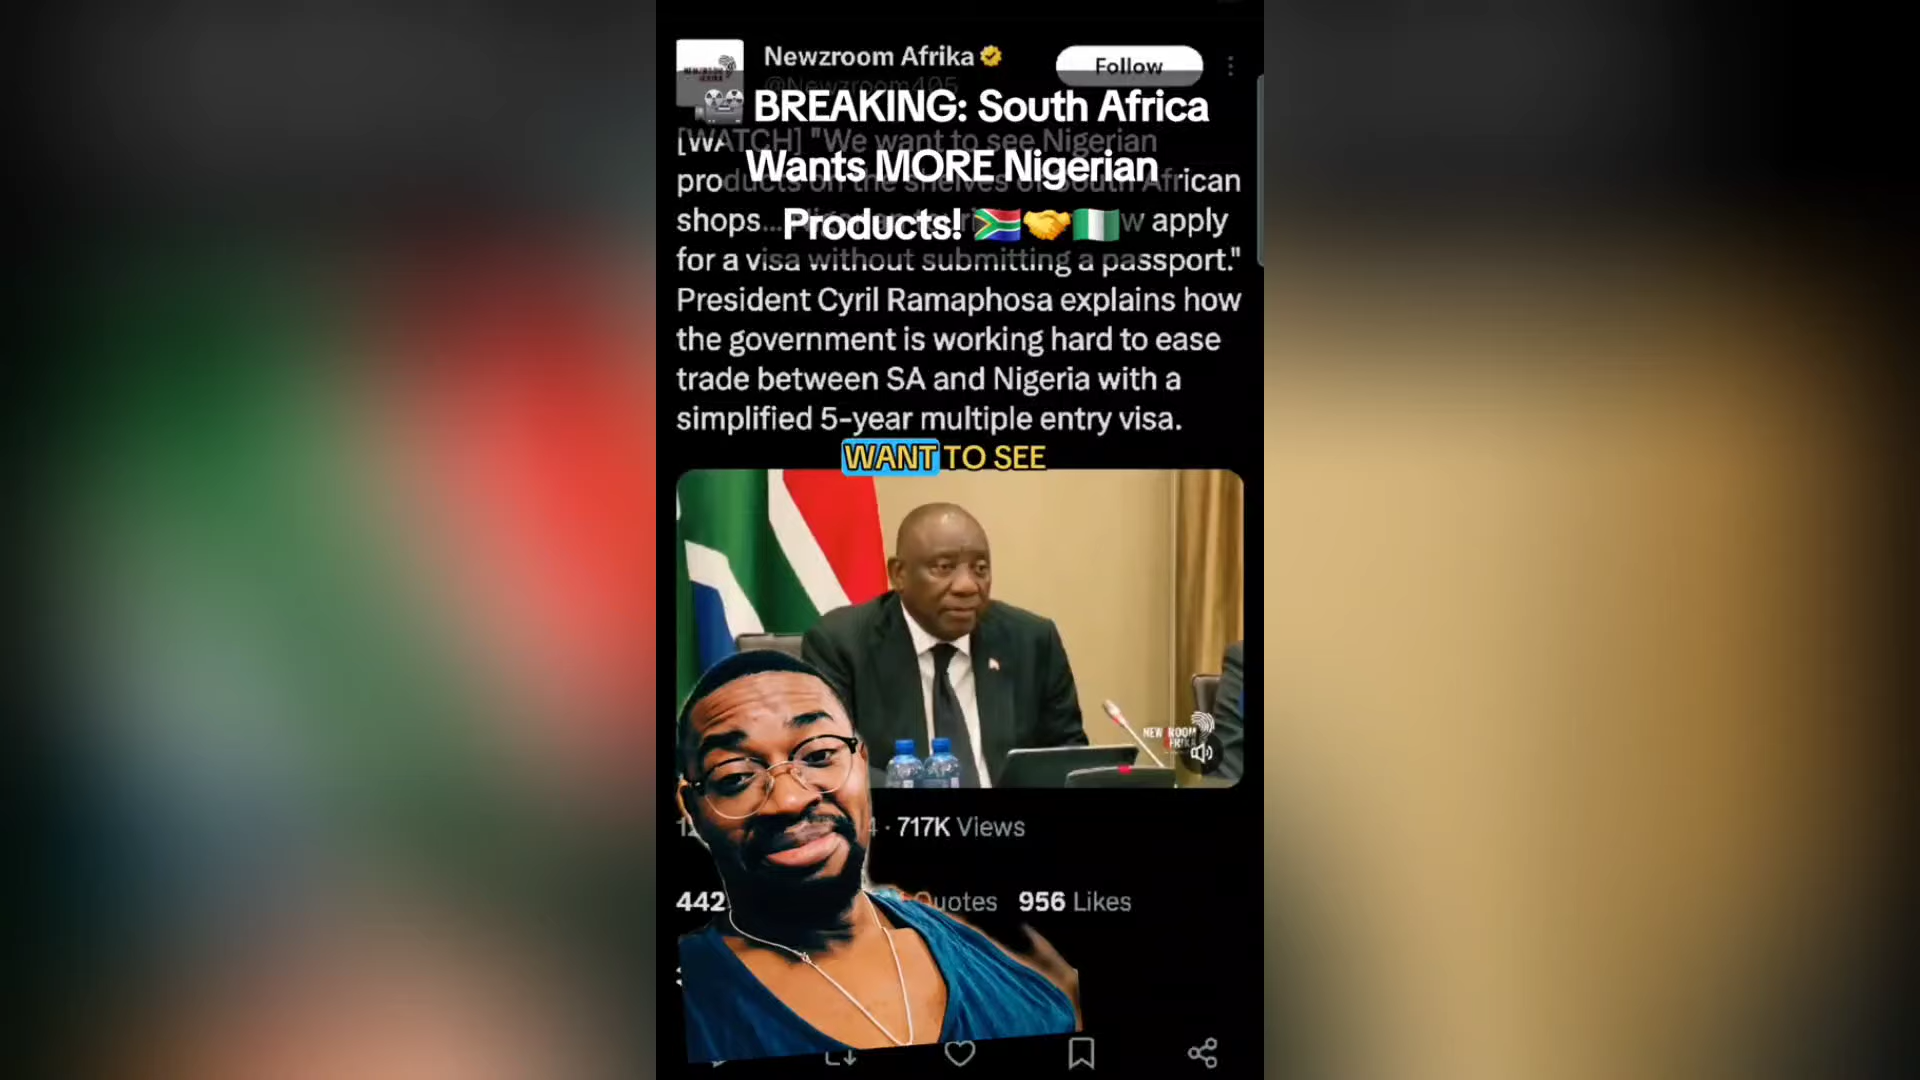 Newzroom Afrika
Follow
@Newzroom405
BREAKING: South Africa
Wants MORE Nigerian
Products!
[WATCH] "We want to see Nigerian
products on the shelves of South African
shops... apply
for a visa without submitting a passport."
President Cyril Ramaphosa explains how
the government is working hard to ease
trade between SA and Nigeria with a
simplified 5-year multiple entry visa.
WANT TO SEE
NEWZROOM
AFRIKA
717K Views
442
Quotes 956 Likes